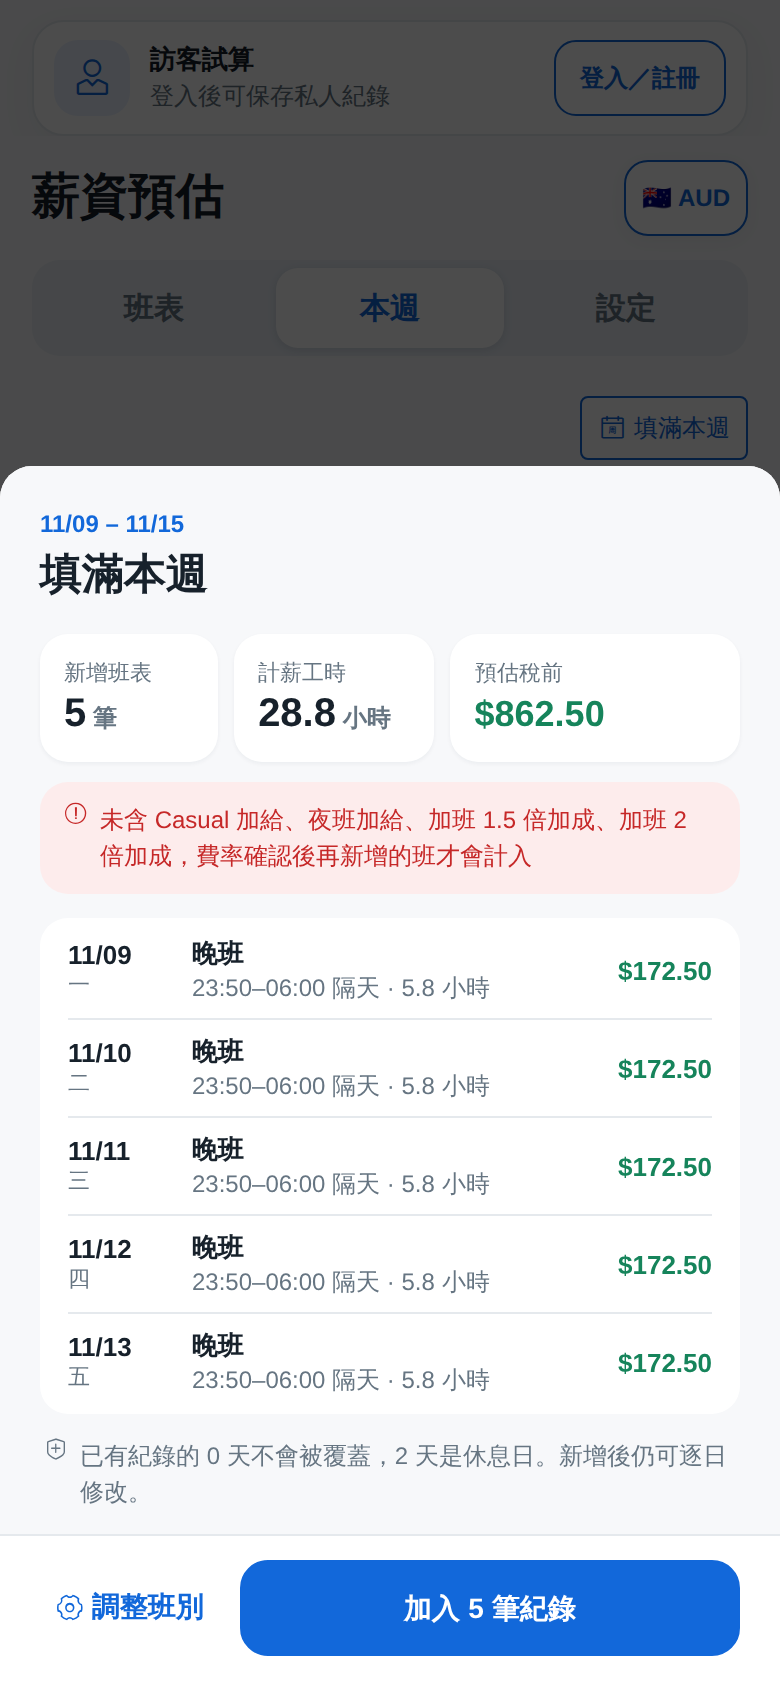 訪客試算
登入後可保存私人紀錄
登入／註冊
薪資預估
AUD
班表
本週
設定
填滿本週
11/09 – 11/15
填滿本週
新增班表
5 筆
計薪工時
28.8 小時
預估稅前
$862.50
未含 Casual 加給、夜班加給、加班 1.5 倍加成、加班 2
倍加成，費率確認後再新增的班才會計入
11/09
一
晚班
23:50–06:00 隔天 · 5.8 小時
$172.50
11/10
二
晚班
23:50–06:00 隔天 · 5.8 小時
$172.50
11/11
三
晚班
23:50–06:00 隔天 · 5.8 小時
$172.50
11/12
四
晚班
23:50–06:00 隔天 · 5.8 小時
$172.50
11/13
五
晚班
23:50–06:00 隔天 · 5.8 小時
$172.50
已有紀錄的 0 天不會被覆蓋，2 天是休息日。新增後仍可逐日
修改。
調整班別
加入 5 筆紀錄